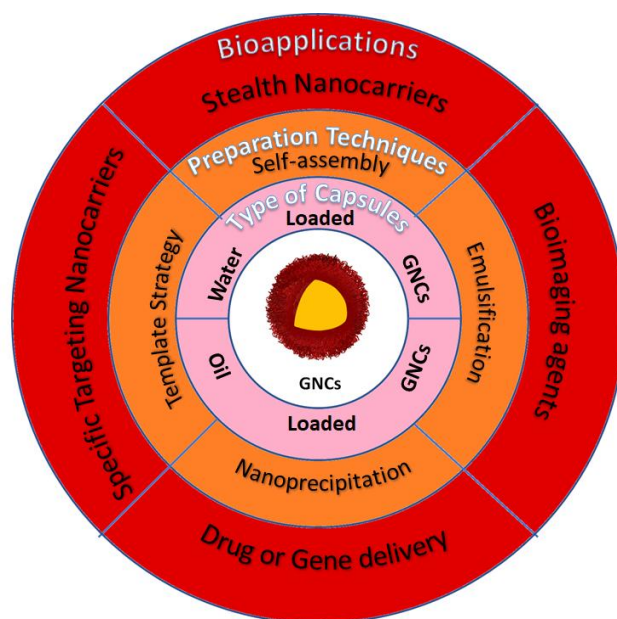 Bioapplications
Stealth Nanocarriers
Preparation Techniques
Self-assembly
Type of Capsules
Water Loaded GNCs
GNCs
Oil Loaded GNCs
Template Strategy
Emulsification
Nanoprecipitation
Specific Targeting Nanocarriers
Bioimaging agents
Drug or Gene delivery